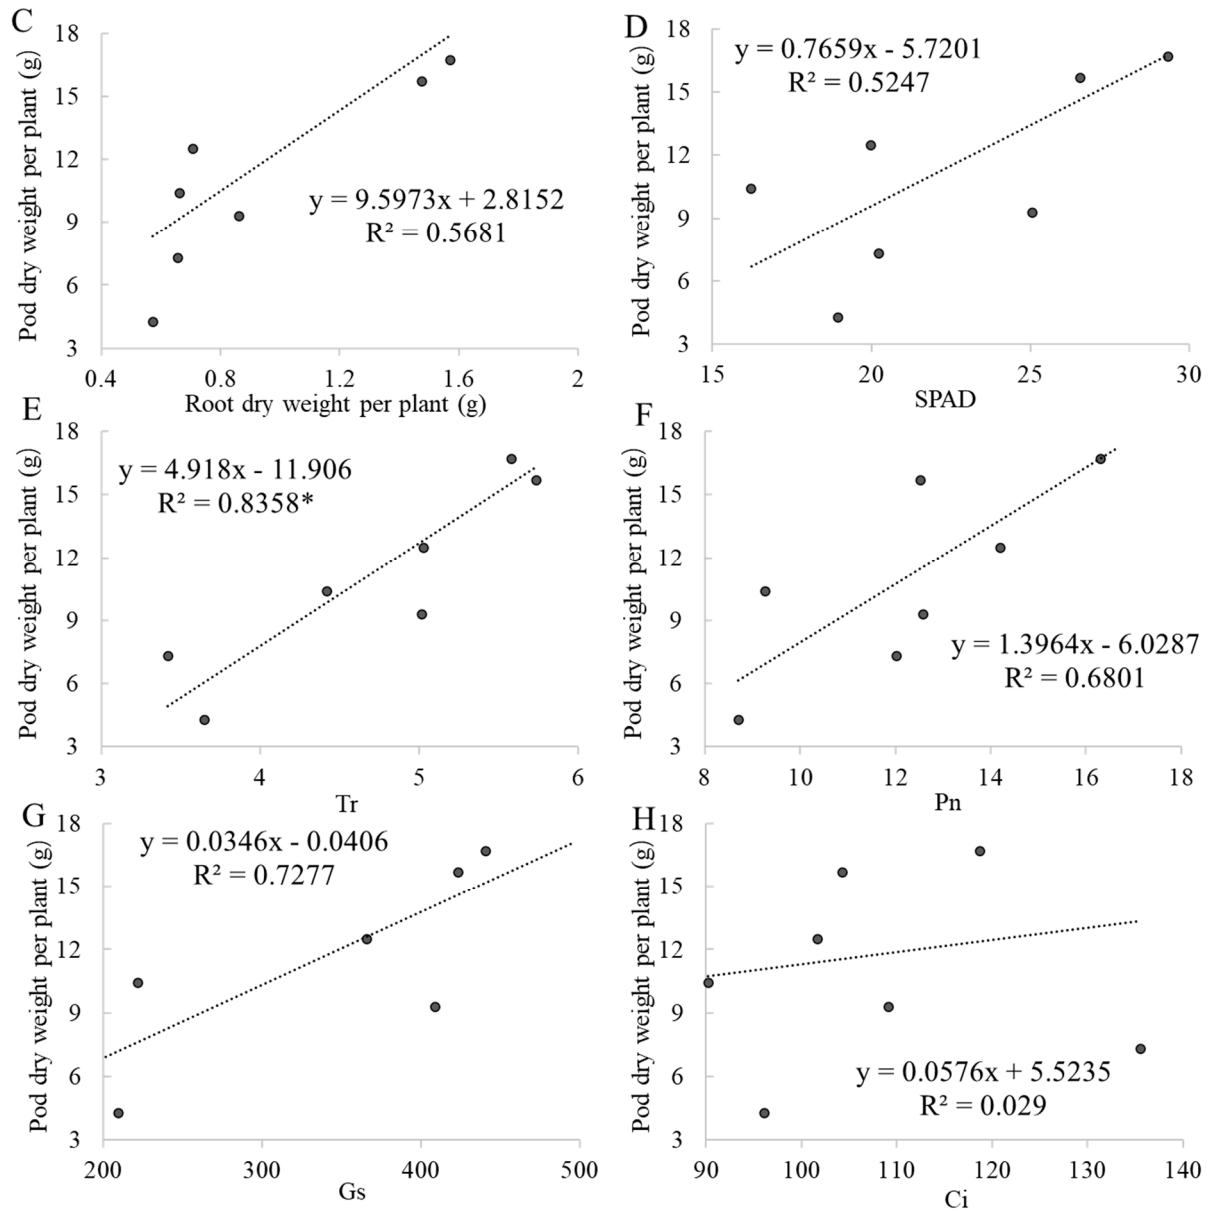 C
Pod dry weight per plant (g)
18
15
12
9
6
3
y = 9.5973x + 2.8152
R² = 0.5681
0.4
0.8
1.2
1.6
2
Root dry weight per plant (g)
D
Pod dry weight per plant (g)
18
15
12
9
6
3
y = 0.7659x - 5.7201
R² = 0.5247
15
20
25
30
SPAD
E
Pod dry weight per plant (g)
18
15
12
9
6
3
y = 4.918x - 11.906
R² = 0.8358*
3
4
5
6
Tr
F
Pod dry weight per plant (g)
18
15
12
9
6
3
y = 1.3964x - 6.0287
R² = 0.6801
8
10
12
14
16
18
Pn
G
Pod dry weight per plant (g)
18
15
12
9
6
3
y = 0.0346x - 0.0406
R² = 0.7277
200
300
400
500
Gs
H
Pod dry weight per plant (g)
18
15
12
9
6
3
y = 0.0576x + 5.5235
R² = 0.029
90
100
110
120
130
140
Ci